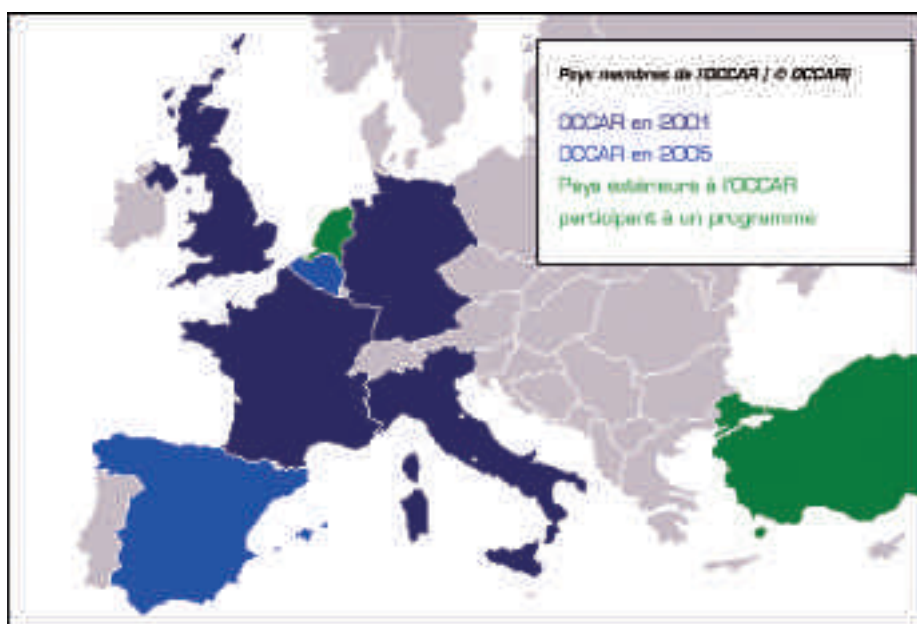 Pays membres de l'OCCAR ( © OCCAR)
OCCAR en 2001
OCCAR en 2005
Pays extérieurs à l'OCCAR
participant à un programme